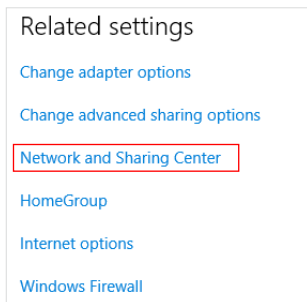 Related settings
Change adapter options
Change advanced sharing options
Network and Sharing Center
HomeGroup
Internet options
Windows Firewall